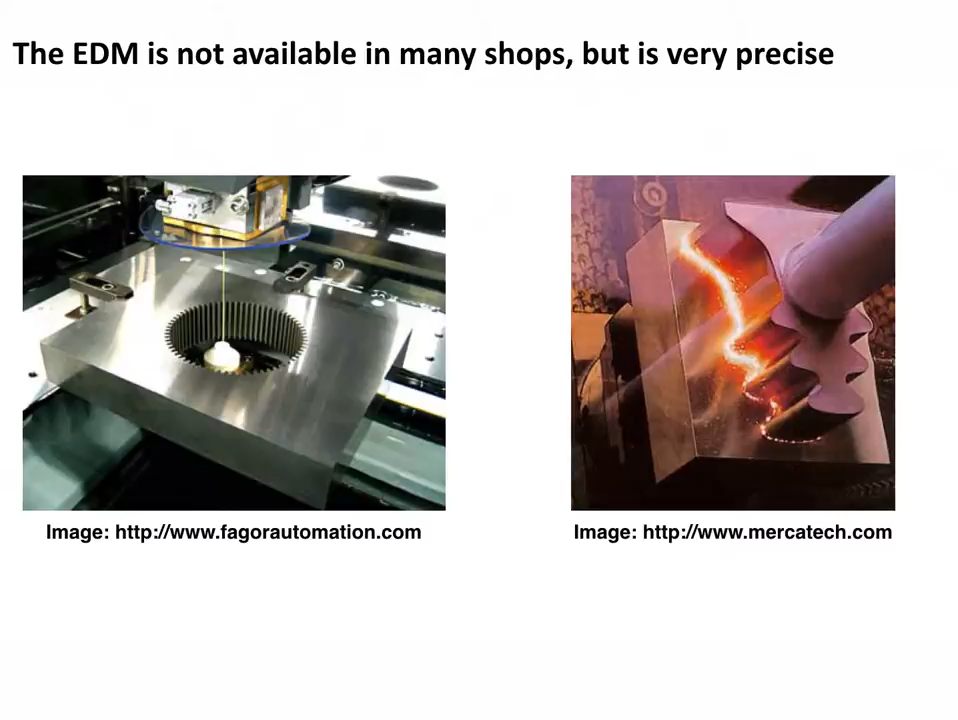 The EDM is not available in many shops, but is very precise
Image: http://www.fagorautomation.com
Image: http://www.mercatech.com